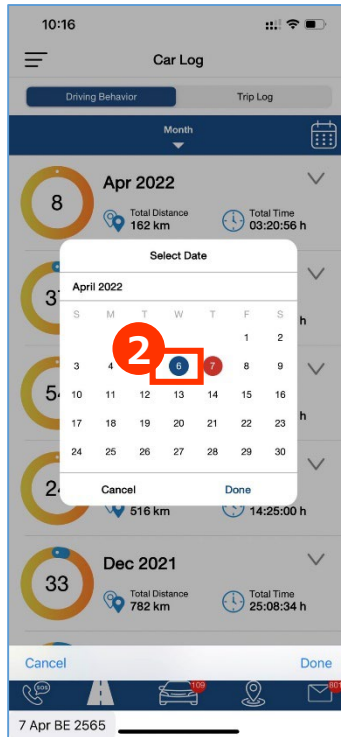 10:16
Car Log
Driving Behavior Trip Log
Month
8 Apr 2022
Total Distance Total Time
162 km 03:20:56 h
Select Date
April 2022
S M T W T F S
1 2
3 4 6 7 8 9
10 11 12 13 14 15 16
17 18 19 20 21 22 23
24 25 26 27 28 29 30
Cancel Done
2
3
h
5
h
2
516 km 14:25:00 h
33 Dec 2021
Total Distance Total Time
782 km 25:08:34 h
Cancel Done
SOS 109 801
7 Apr BE 2565